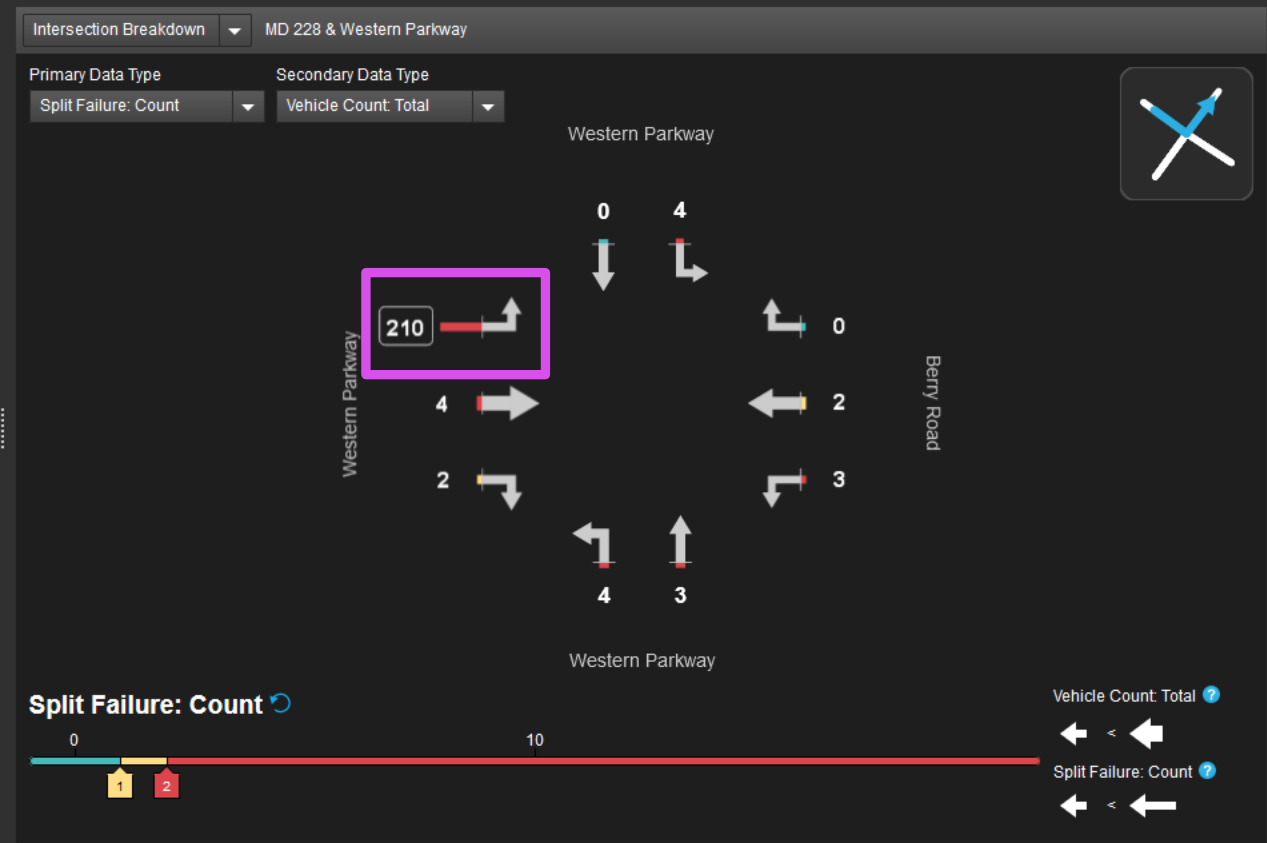 Intersection Breakdown
MD 228 & Western Parkway
Primary Data Type
Secondary Data Type
Split Failure: Count
Vehicle Count: Total
Western Parkway
0
4
210
0
Western Parkway
4
2
Berry Road
2
3
4
3
Western Parkway
Split Failure: Count
0
10
1
2
Vehicle Count: Total ?
<
Split Failure: Count ?
<